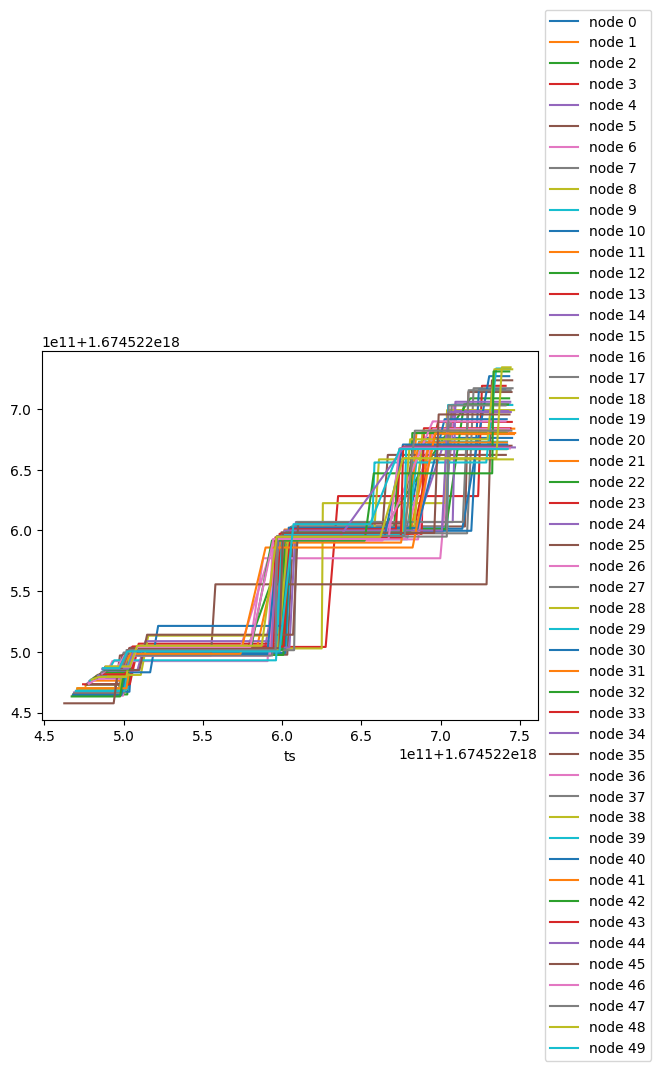 1e11+1.674522e18
7.0
6.5
6.0
5.5
5.0
4.5
4.5 5.0 5.5 6.0 6.5 7.0 7.5
ts
1e11+1.674522e18
node 0
node 1
node 2
node 3
node 4
node 5
node 6
node 7
node 8
node 9
node 10
node 11
node 12
node 13
node 14
node 15
node 16
node 17
node 18
node 19
node 20
node 21
node 22
node 23
node 24
node 25
node 26
node 27
node 28
node 29
node 30
node 31
node 32
node 33
node 34
node 35
node 36
node 37
node 38
node 39
node 40
node 41
node 42
node 43
node 44
node 45
node 46
node 47
node 48
node 49